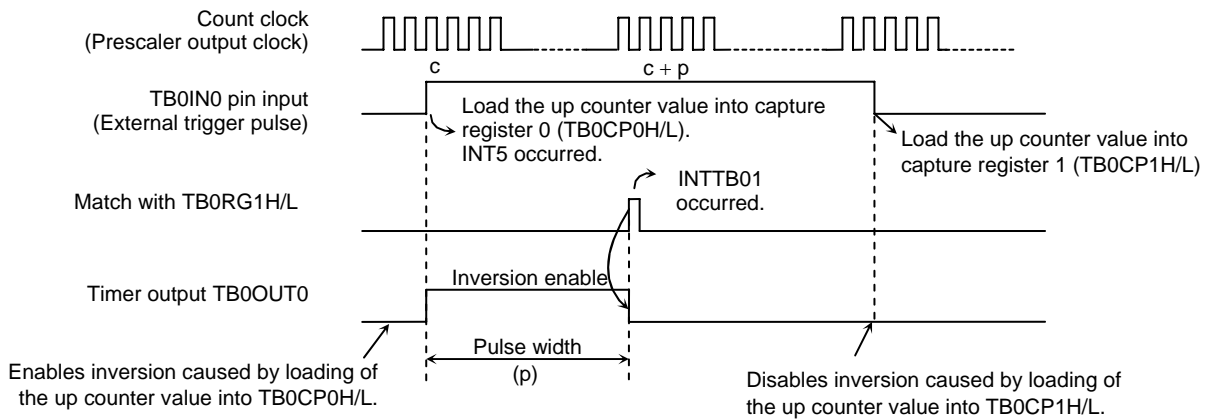 Count clock
(Prescaler output clock)
c
c + p
TB0IN0 pin input
(External trigger pulse)
Load the up counter value into capture
register 0 (TB0CP0H/L).
INT5 occurred.
Load the up counter value into
capture register 1 (TB0CP1H/L)
INTTB01
occurred.
Match with TB0RG1H/L
Inversion enable
Timer output TB0OUT0
Pulse width
(p)
Enables inversion caused by loading of
the up counter value into TB0CP0H/L.
Disables inversion caused by loading of
the up counter value into TB0CP1H/L.